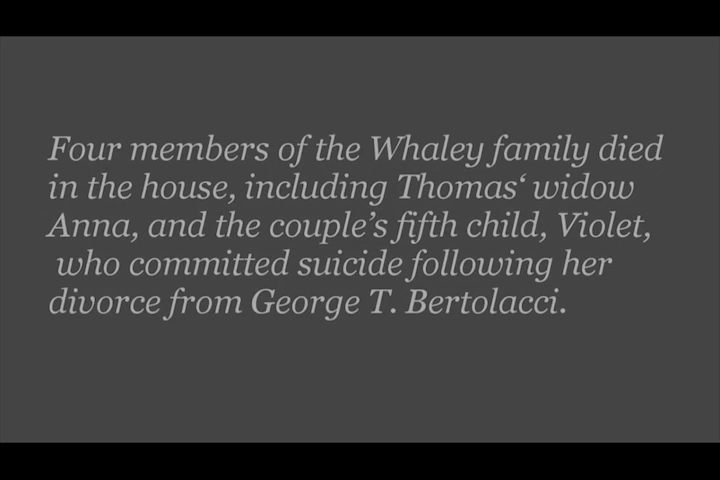 Four members of the Whaley family died
in the house, including Thomas‘ widow
Anna, and the couple’s fifth child, Violet,
who committed suicide following her
divorce from George T. Bertolacci.